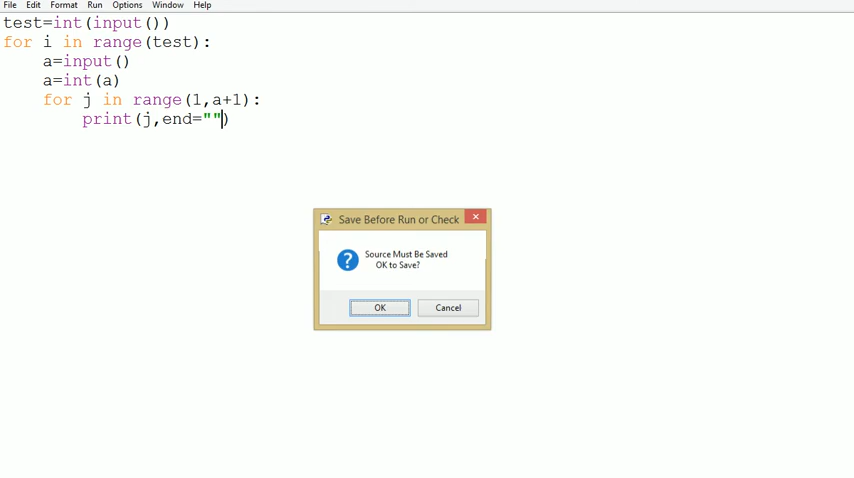 File Edit Format Run Options Window Help
test=int(input())
for i in range(test):
    a=input()
    a=int(a)
    for j in range(1,a+1):
        print(j,end="")
Save Before Run or Check
Source Must Be Saved
OK to Save?
OK Cancel